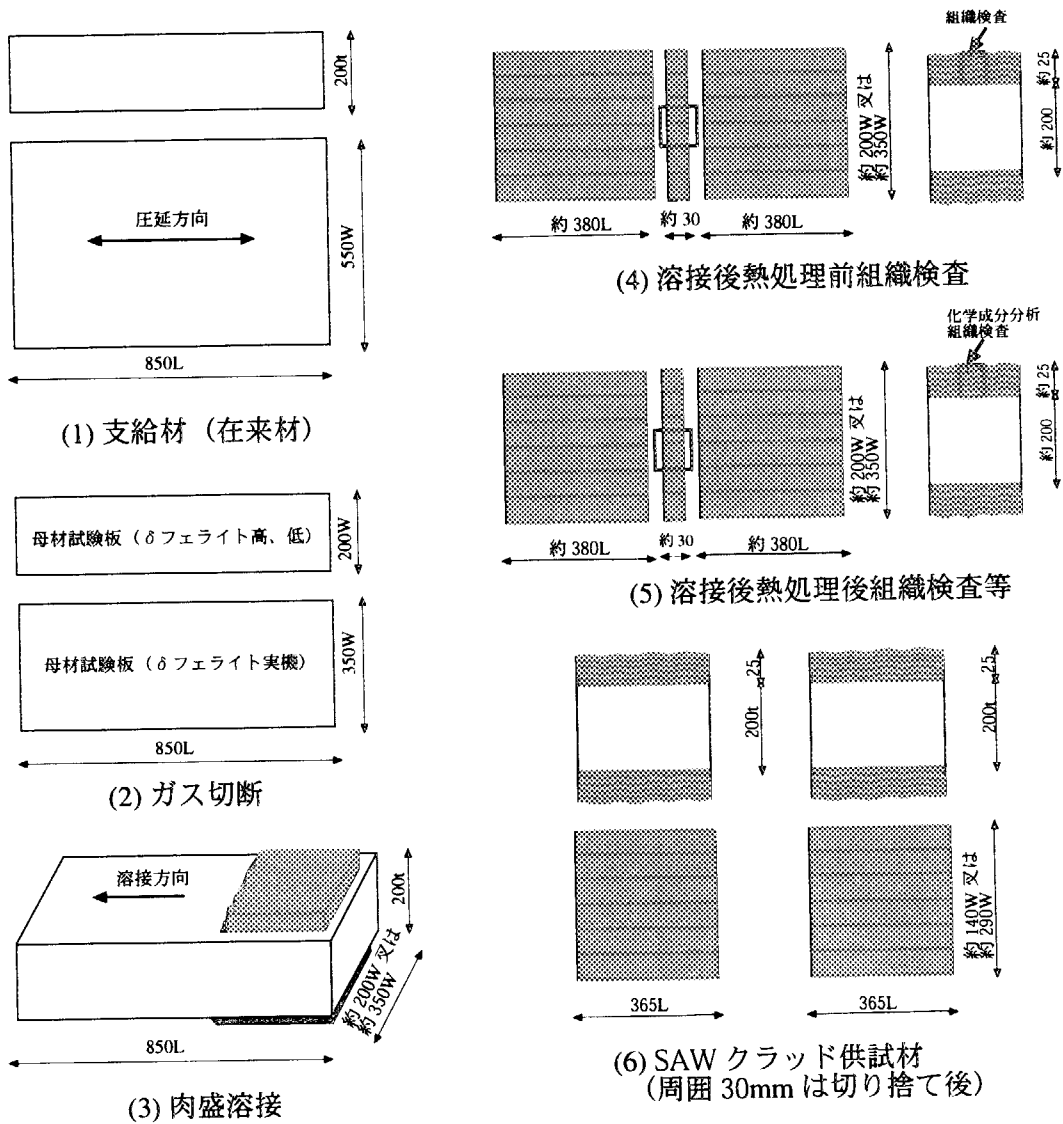 200t
圧延方向
550W
850L
(1) 支給材（在来材）
母材試験板（δフェライト高、低）
200W
母材試験板（δフェライト実機）
350W
850L
(2) ガス切断
溶接方向
200t
約 200W 又は
約 350W
850L
(3) 肉盛溶接
組織検査
約 25
約 200
約 200W 又は
約 350W
約 380L
約 30
約 380L
(4) 溶接後熱処理前組織検査
化学成分分析
組織検査
約 25
約 200
約 200W 又は
約 350W
約 380L
約 30
約 380L
(5) 溶接後熱処理後組織検査等
25
200t
25
200t
約 140W 又は
約 290W
365L
365L
(6) SAW クラッド供試材
（周囲 30mm は切り捨て後）